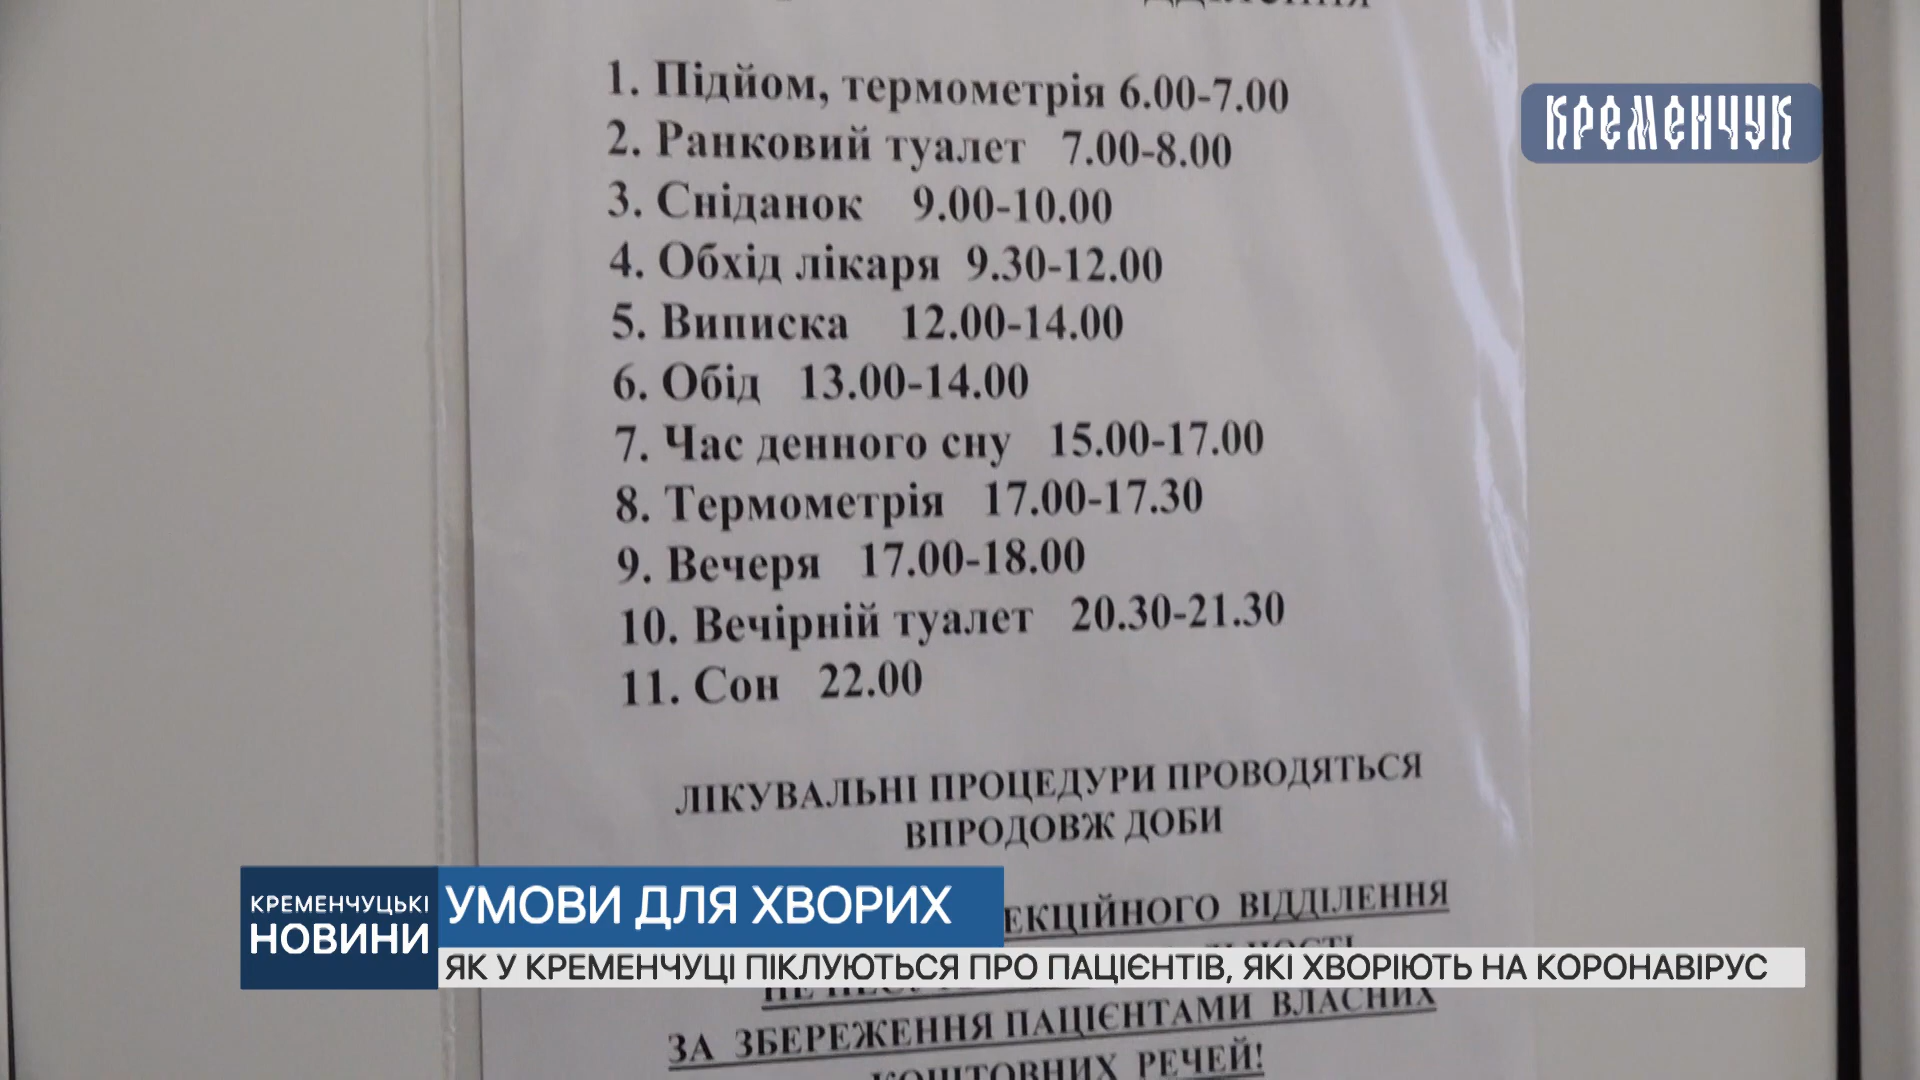 1. Підйом, термометрія 6.00-7.00
КРЕМЕНЧУК
2. Ранковий туалет 7.00-8.00
3. Сніданок 9.00-10.00
4. Обхід лікаря 9.30-12.00
5. Виписка 12.00-14.00
6. Обід 13.00-14.00
7. Час денного сну 15.00-17.00
8. Термометрія 17.00-17.30
9. Вечеря 17.00-18.00
10. Вечірній туалет 20.30-21.30
11. Сон 22.00
ЛІКУВАЛЬНІ ПРОЦЕДУРИ ПРОВОДЯТЬСЯ
ВПРОДОВЖ ДОБИ
КРЕМЕНЧУЦЬКІ
НОВИНИ
УМОВИ ДЛЯ ХВОРИХ
ЕКЦІЙНОГО ВІДДІЛЕННЯ
ЯК У КРЕМЕНЧУЦІ ПІКЛУЮТЬСЯ ПРО ПАЦІЄНТІВ, ЯКІ ХВОРІЮТЬ НА КОРОНАВІРУС
ЗА ЗБЕРЕЖЕННЯ ПАЦІЄНТАМИ ВЛАСНИХ
КОШТОВНИХ РЕЧЕЙ!